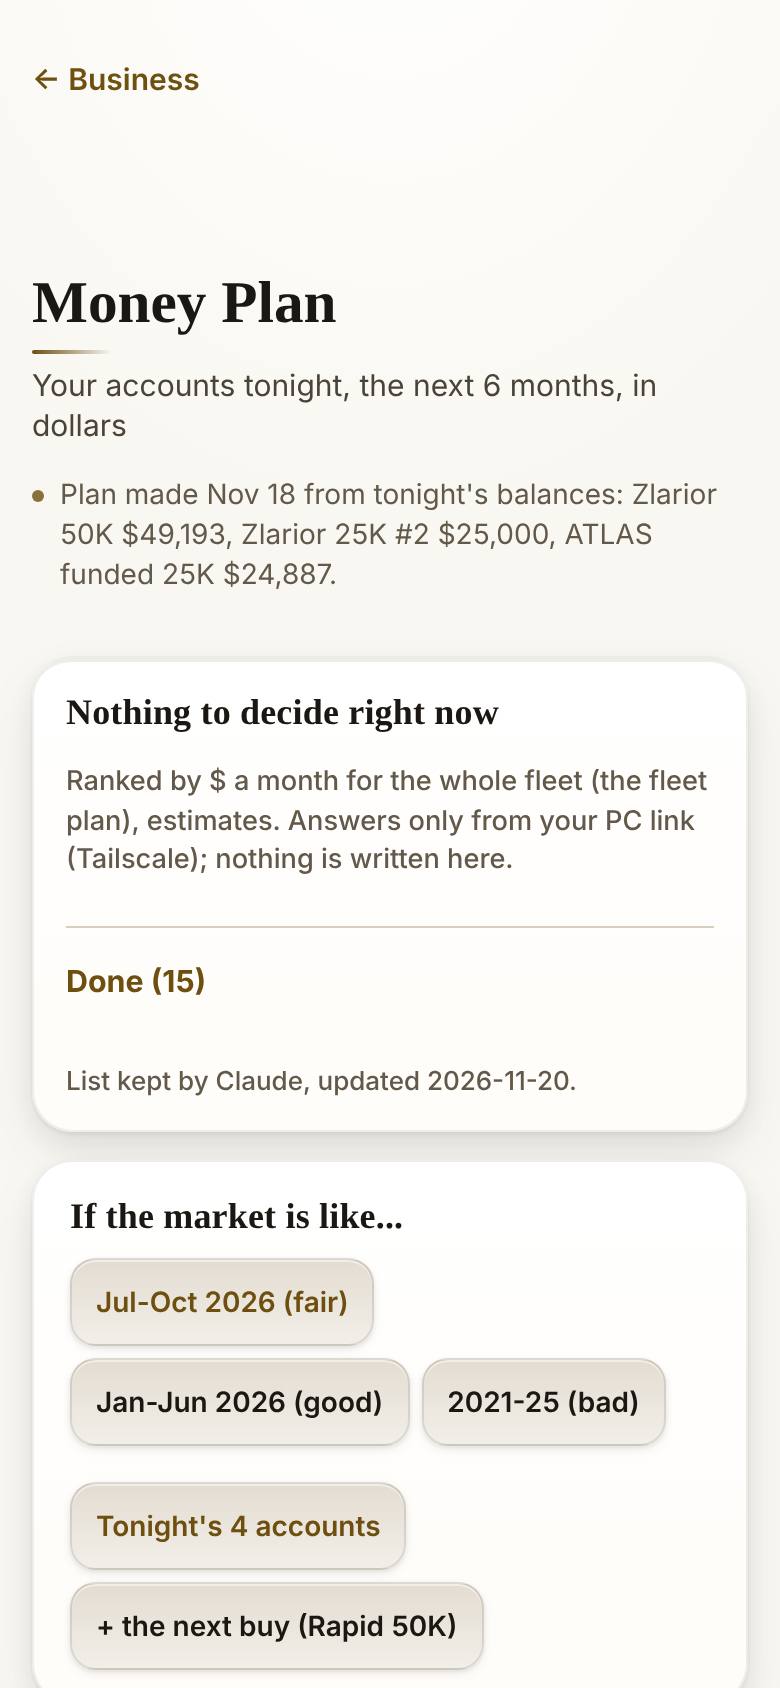 ← Business
Money Plan
Your accounts tonight, the next 6 months, in
dollars
• Plan made Nov 18 from tonight's balances: Zlarior
50K $49,193, Zlarior 25K #2 $25,000, ATLAS
funded 25K $24,887.
Nothing to decide right now
Ranked by $ a month for the whole fleet (the fleet
plan), estimates. Answers only from your PC link
(Tailscale); nothing is written here.
Done (15)
List kept by Claude, updated 2026-11-20.
If the market is like...
Jul-Oct 2026 (fair)
Jan-Jun 2026 (good) 2021-25 (bad)
Tonight's 4 accounts
+ the next buy (Rapid 50K)